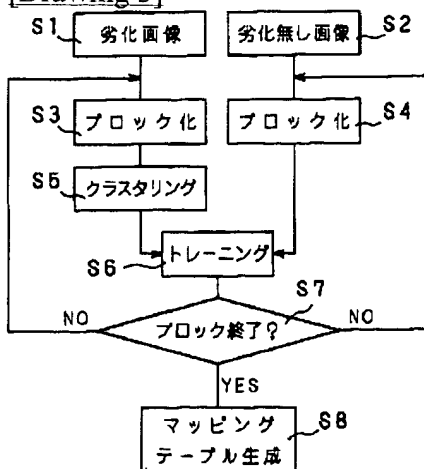 S1
劣化画像
劣化無し画像
S2
S3
ブロック化
ブロック化
S4
S5
クラスタリング
トレーニング
S6
S7
NO
ブロック終了?
NO
YES
マッピング
テーブル生成
S8